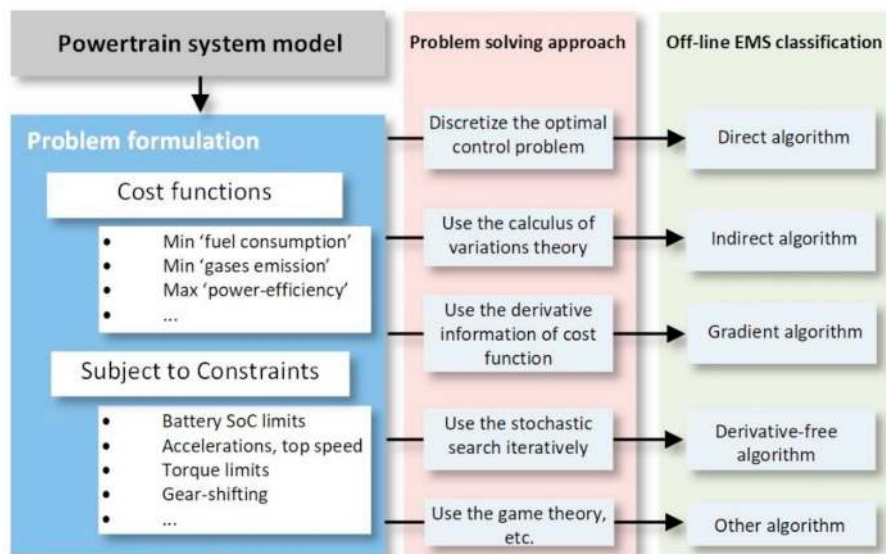 Powertrain system model
Problem formulation
Cost functions
• Min ‘fuel consumption’
• Min ‘gases emission’
• Max ‘power-efficiency’
• ...
Subject to Constraints
• Battery SoC limits
• Accelerations, top speed
• Torque limits
• Gear-shifting
• ...
Problem solving approach
Discretize the optimal
control problem
Use the calculus of
variations theory
Use the derivative
information of cost
function
Use the stochastic
search iteratively
Use the game theory,
etc.
Off-line EMS classification
Direct algorithm
Indirect algorithm
Gradient algorithm
Derivative-free
algorithm
Other algorithm